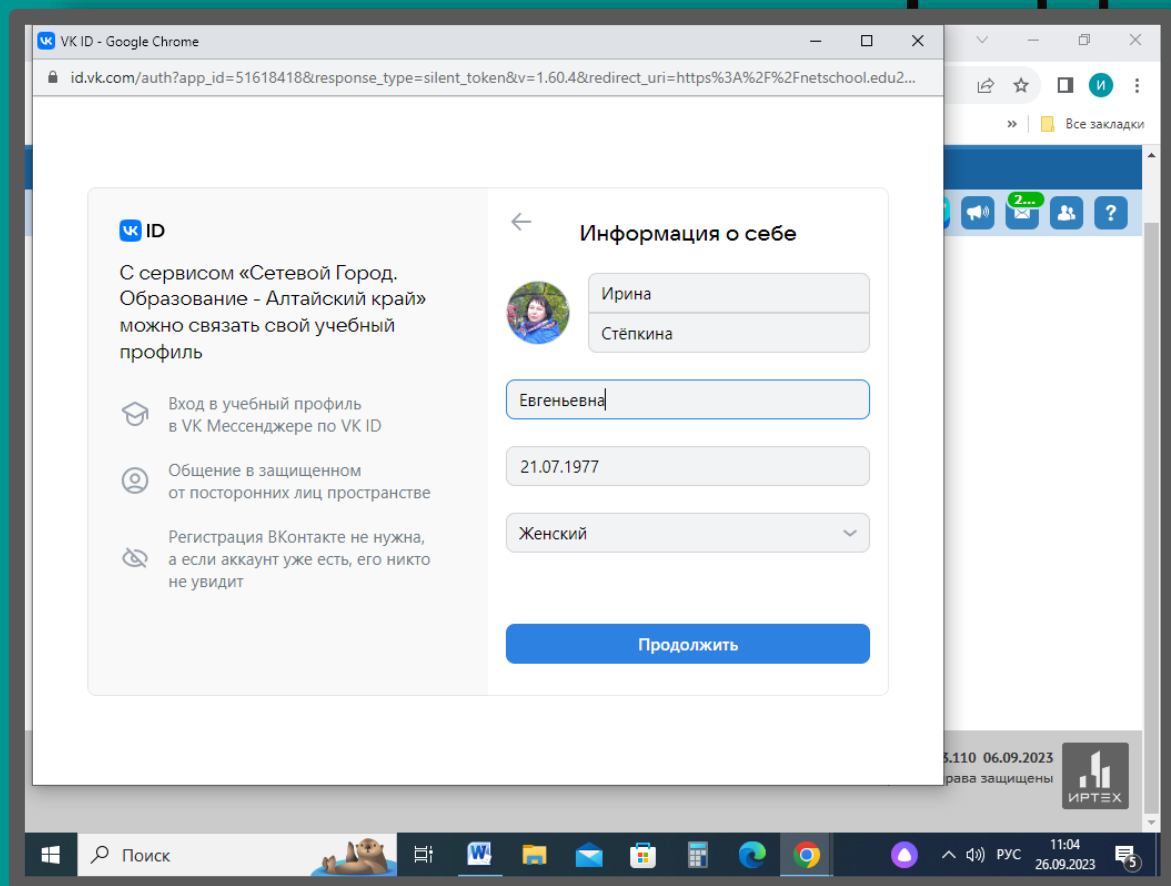 VK ID - Google Chrome
id.vk.com/auth?app_id=51618418&response_type=silent_token&v=1.60.4&redirect_uri=https%3A%2F%2Fnetschool.edu2...
И
»
Все закладки
2...
?
VK ID
С сервисом «Сетевой Город.
Образование - Алтайский край»
можно связать свой учебный
профиль
Вход в учебный профиль
в VK Мессенджере по VK ID
Общение в защищенном
от посторонних лиц пространстве
Регистрация ВКонтакте не нужна,
а если аккаунт уже есть, его никто
не увидит
Информация о себе
Ирина
Стёпкина
Евгеньевна
21.07.1977
Женский
Продолжить
3.110 06.09.2023
рава защищены
ИРТЕХ
Поиск
W
РУС
11:04
26.09.2023
5